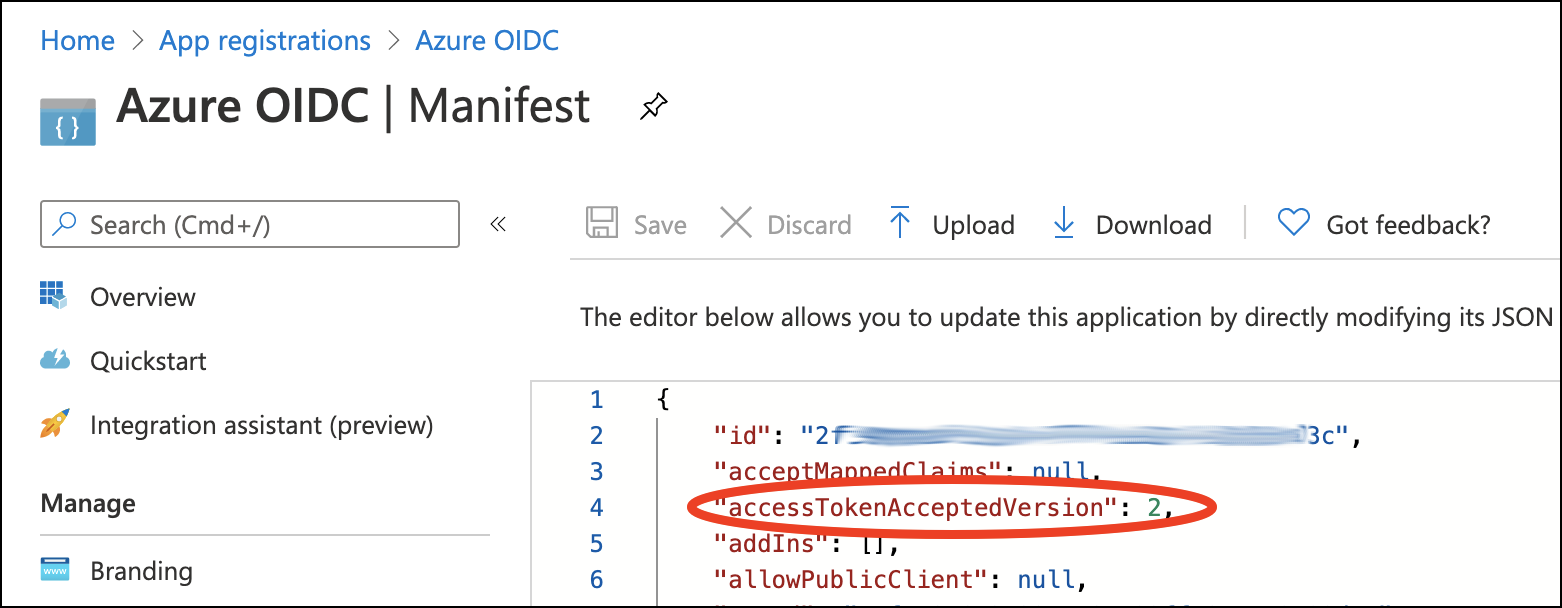 Home > App registrations > Azure OIDC
{ }
Azure OIDC | Manifest
Search (Cmd+/)
«
Save
Discard
Upload
Download
Got feedback?
Overview
Quickstart
Integration assistant (preview)
Manage
www
Branding
The editor below allows you to update this application by directly modifying its JSON
1 {
2 "id": "2f 3c",
3 "acceptMappedClaims": null,
4 "accessTokenAcceptedVersion": 2,
5 "addIns": [],
6 "allowPublicClient": null,